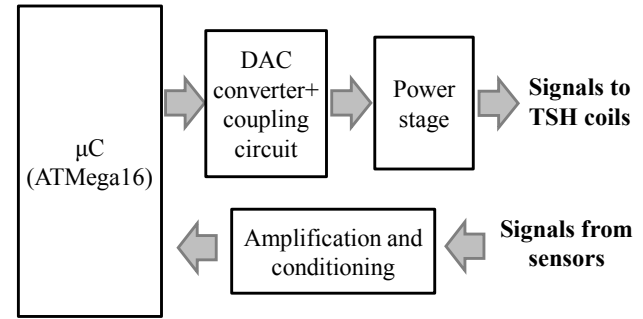 μC
(ATMega16)
DAC
converter+
coupling
circuit
Power
stage
Signals to
TSH coils
Amplification and
conditioning
Signals from
sensors